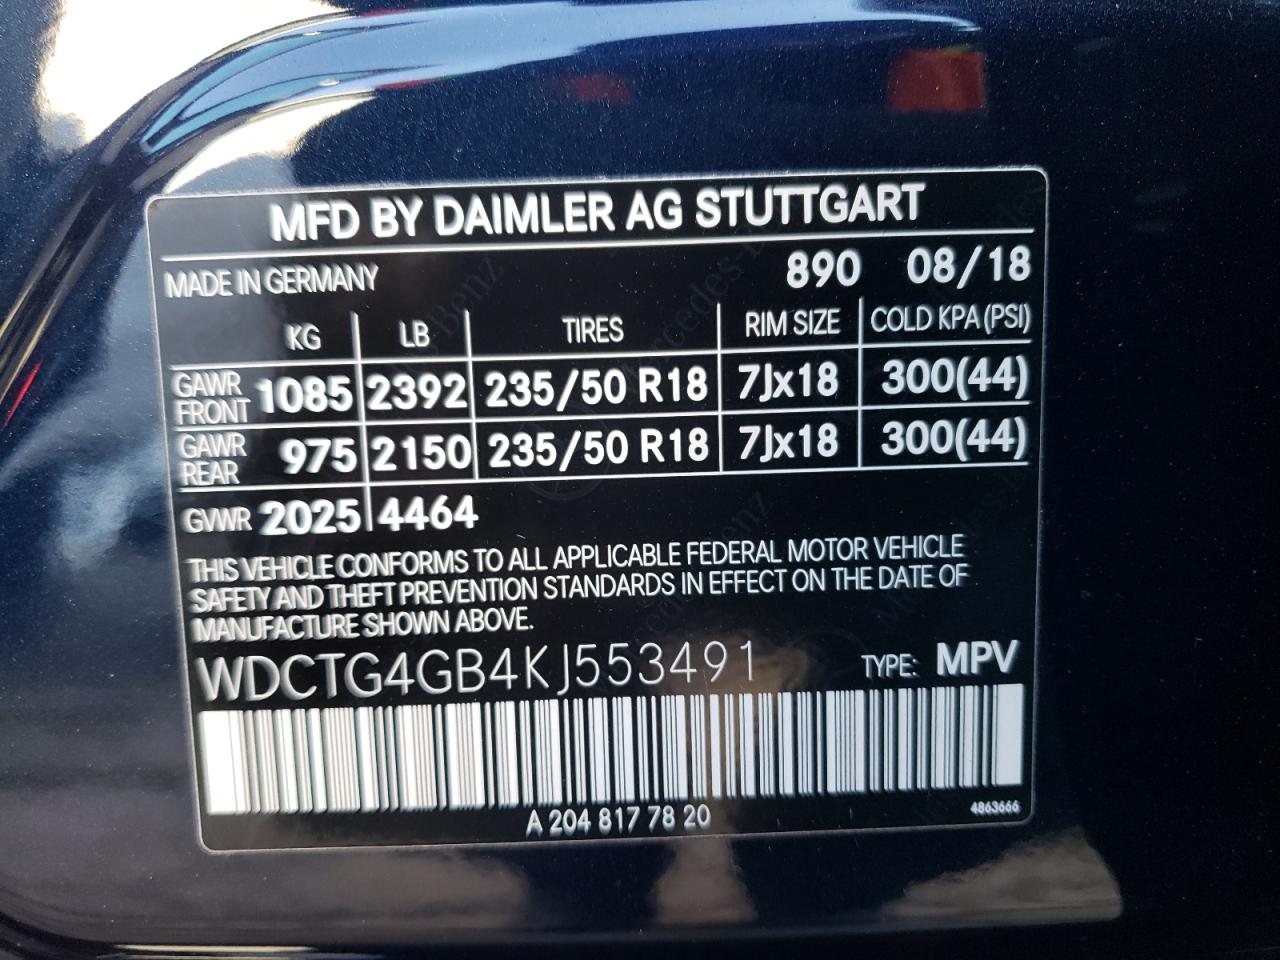 MFD BY DAIMLER AG STUTTGART
MADE IN GERMANY 890 08/18
KG LB TIRES RIM SIZE COLD KPA (PSI)
GAWR FRONT 1085 2392 235/50 R18 7Jx18 300(44)
GAWR REAR 975 2150 235/50 R18 7Jx18 300(44)
GVWR 2025 4464
THIS VEHICLE CONFORMS TO ALL APPLICABLE FEDERAL MOTOR VEHICLE
SAFETY AND THEFT PREVENTION STANDARDS IN EFFECT ON THE DATE OF
MANUFACTURE SHOWN ABOVE.
WDCTG4GB4KJ553491 TYPE: MPV
A 204 817 78 20 4863666